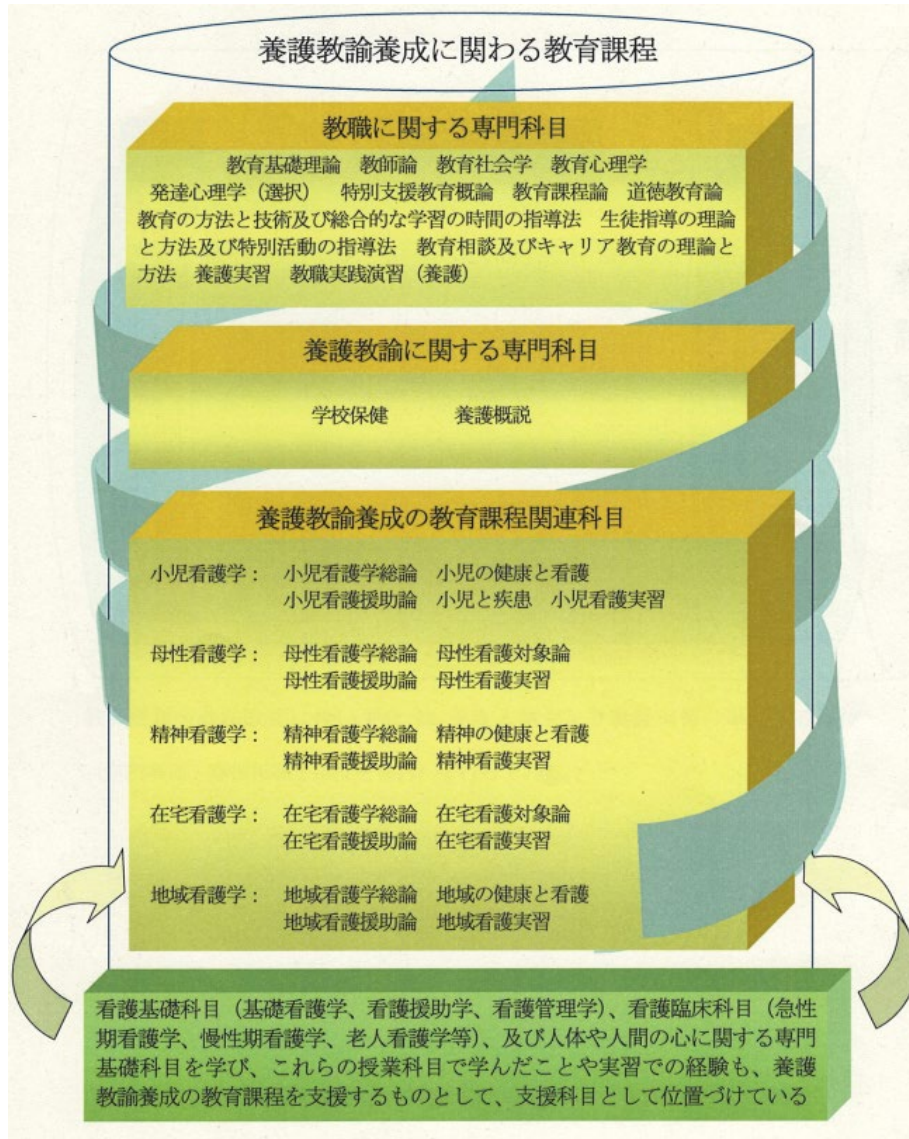 養護教諭養成に関わる教育課程
教職に関する専門科目
教育基礎理論 教師論 教育社会学 教育心理学
発達心理学（選択） 特別支援教育概論 教育課程論 道徳教育論
教育の方法と技術及び総合的な学習の時間の指導法 生徒指導の理論
と方法及び特別活動の指導法 教育相談及びキャリア教育の理論と
方法 養護実習 教職実践演習（養護）
養護教諭に関する専門科目
学校保健 養護概説
養護教諭養成の教育課程関連科目
小児看護学： 小児看護学総論 小児の健康と看護
小児看護援助論 小児と疾患 小児看護実習
母性看護学： 母性看護学総論 母性看護対象論
母性看護援助論 母性看護実習
精神看護学： 精神看護学総論 精神の健康と看護
精神看護援助論 精神看護実習
在宅看護学： 在宅看護学総論 在宅看護対象論
在宅看護援助論 在宅看護実習
地域看護学： 地域看護学総論 地域の健康と看護
地域看護援助論 地域看護実習
看護基礎科目（基礎看護学、看護援助学、看護管理学）、看護臨床科目（急性
期看護学、慢性期看護学、老人看護学等）、及び人体や人間の心に関する専門
基礎科目を学び、これらの授業科目で学んだことや実習での経験も、養護
教諭養成の教育課程を支援するものとして、支援科目として位置づけている